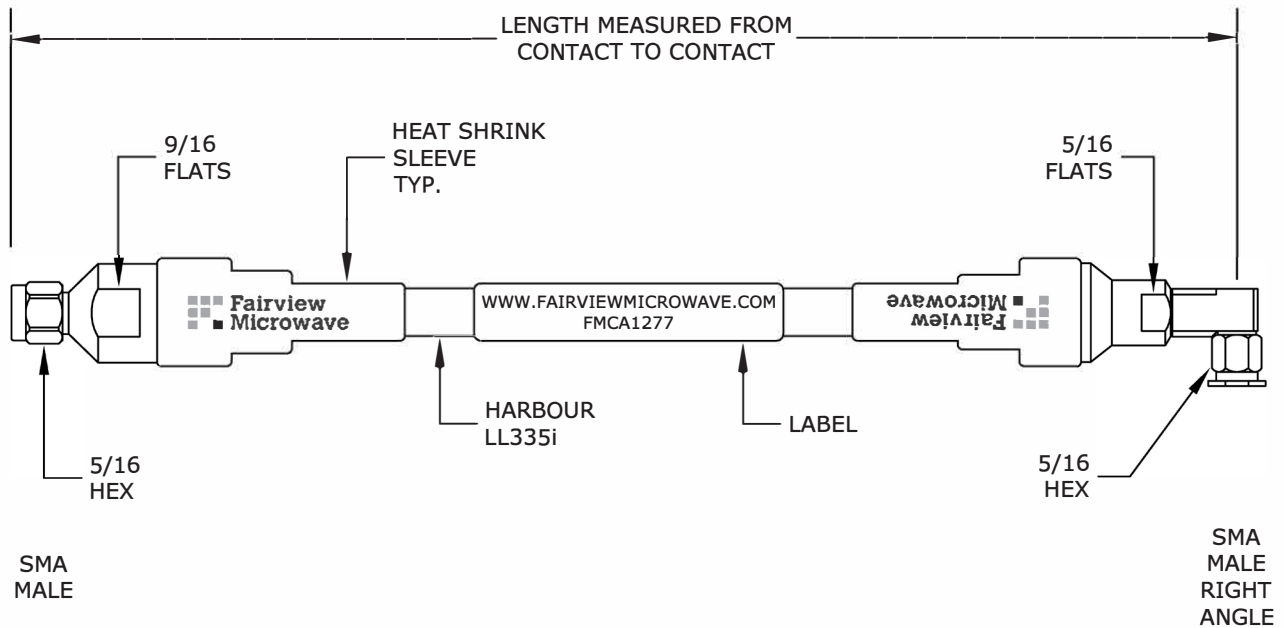 LENGTH MEASURED FROM
CONTACT TO CONTACT
9/16
FLATS
HEAT SHRINK
SLEEVE
TYP.
5/16
FLATS
Fairview
Microwave
WWW.FAIRVIEWMICROWAVE.COM
FMCA1277
Fairview
Microwave
HARBOUR
LL335i
LABEL
5/16
HEX
5/16
HEX
SMA
MALE
SMA
MALE
RIGHT
ANGLE